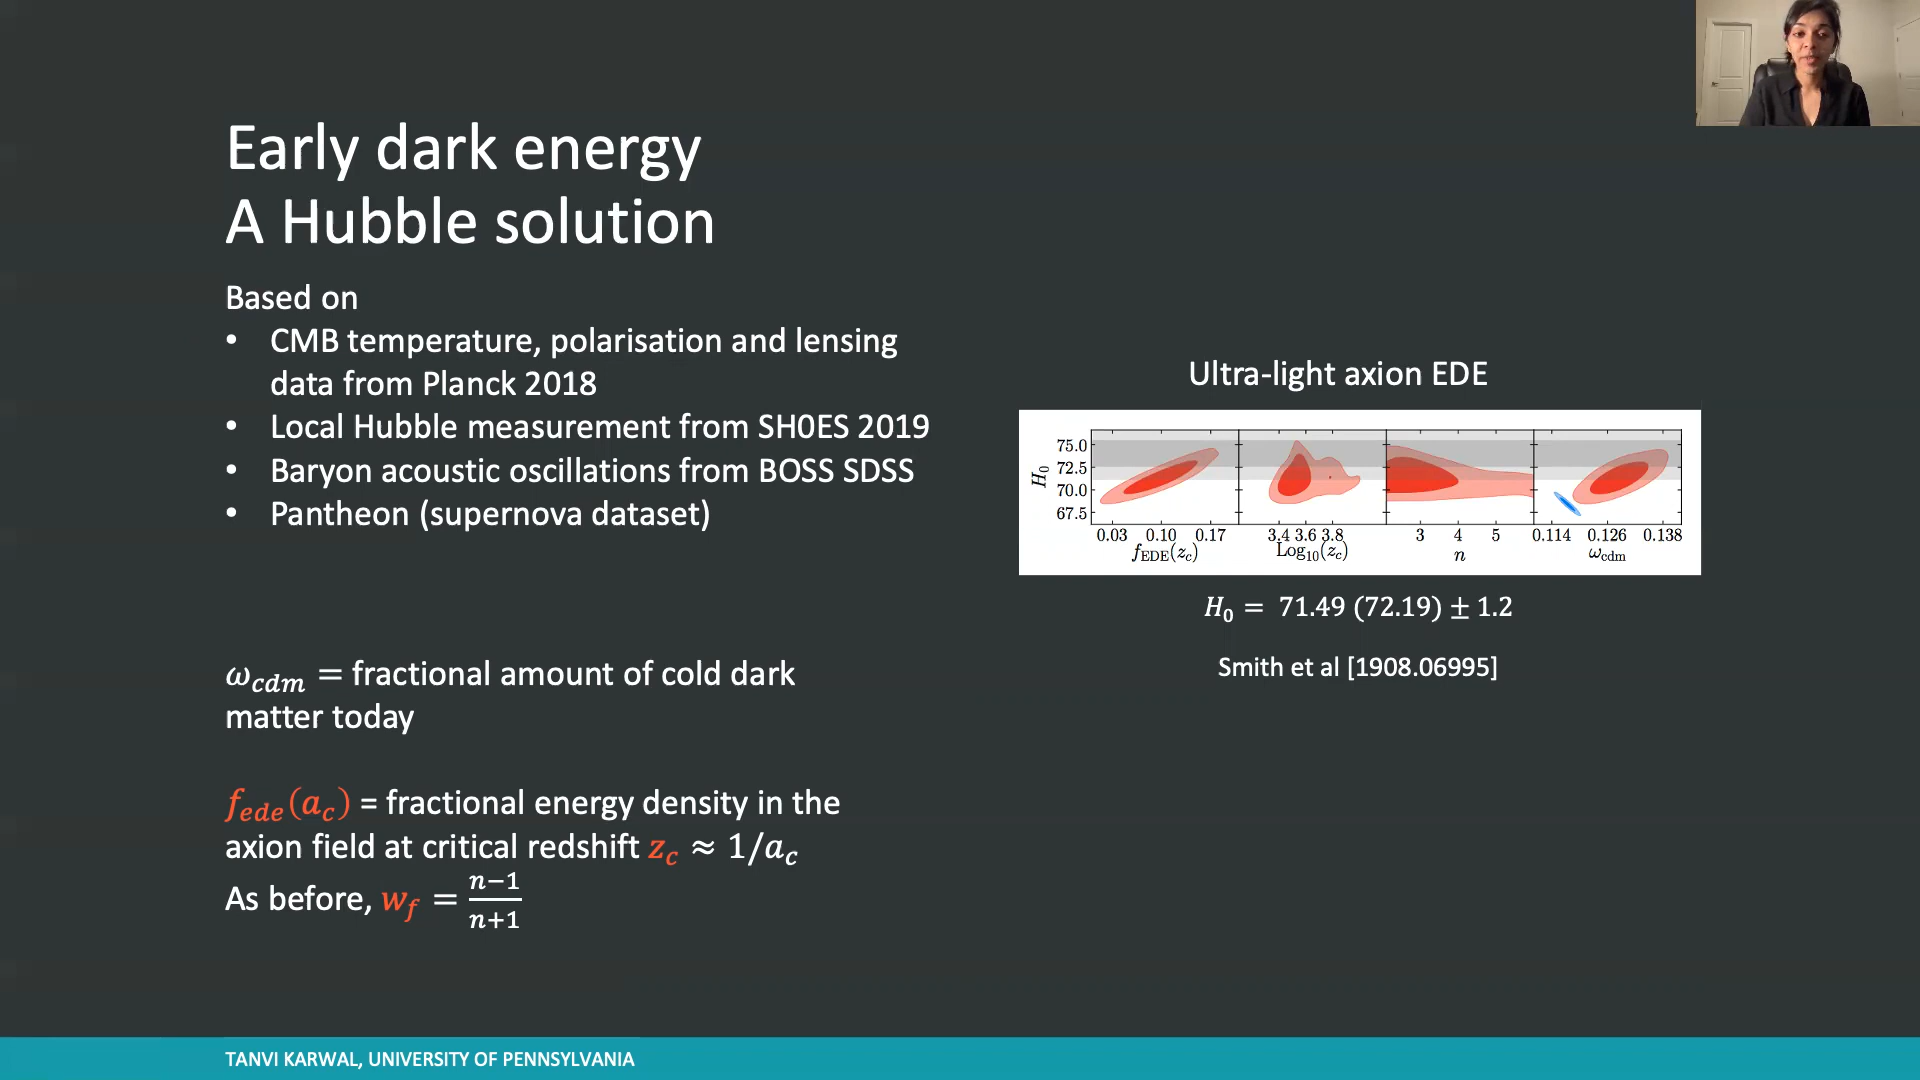 Early dark energy
A Hubble solution
Based on
• CMB temperature, polarisation and lensing
data from Planck 2018
• Local Hubble measurement from SH0ES 2019
• Baryon acoustic oscillations from BOSS SDSS
• Pantheon (supernova dataset)
ω_cdm = fractional amount of cold dark
matter today
f_ede(a_c) = fractional energy density in the
axion field at critical redshift z_c ≈ 1/a_c
As before, w_f = (n−1)/(n+1)
Ultra-light axion EDE
H_0
75.0
72.5
70.0
67.5
0.03 0.10 0.17 3.4 3.6 3.8 3 4 5 0.114 0.126 0.138
f_EDE(z_c) Log_10(z_c) n ω_cdm
H_0 = 71.49 (72.19) ± 1.2
Smith et al [1908.06995]
TANVI KARWAL, UNIVERSITY OF PENNSYLVANIA